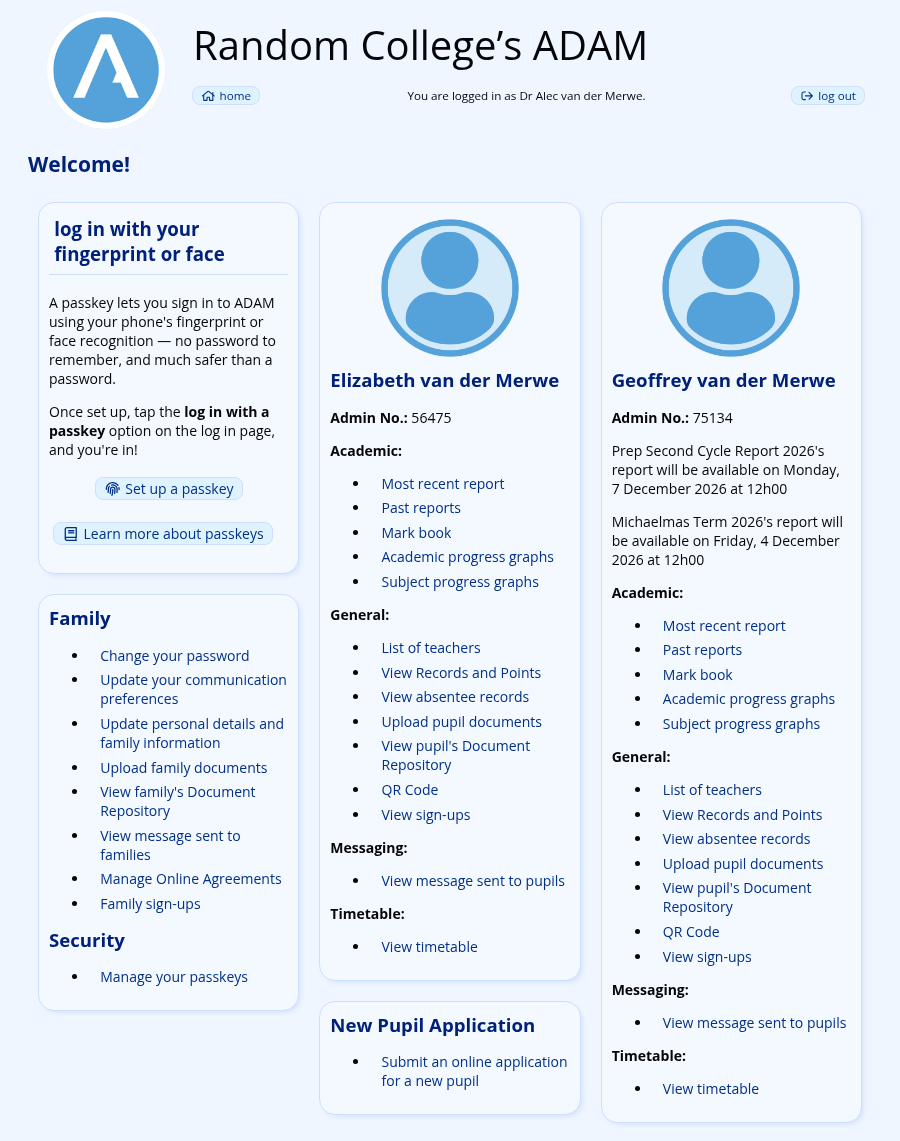 Random College’s ADAM
home
You are logged in as Dr Alec van der Merwe.
log out
Welcome!
log in with your
fingerprint or face
A passkey lets you sign in to ADAM
using your phone's fingerprint or
face recognition — no password to
remember, and much safer than a
password.
Once set up, tap the log in with a
passkey option on the log in page,
and you're in!
Set up a passkey
Learn more about passkeys
Family
Change your password
Update your communication
preferences
Update personal details and
family information
Upload family documents
View family's Document
Repository
View message sent to
families
Manage Online Agreements
Family sign-ups
Security
Manage your passkeys
Elizabeth van der Merwe
Admin No.: 56475
Academic:
Most recent report
Past reports
Mark book
Academic progress graphs
Subject progress graphs
General:
List of teachers
View Records and Points
View absentee records
Upload pupil documents
View pupil's Document
Repository
QR Code
View sign-ups
Messaging:
View message sent to pupils
Timetable:
View timetable
New Pupil Application
Submit an online application
for a new pupil
Geoffrey van der Merwe
Admin No.: 75134
Prep Second Cycle Report 2026's
report will be available on Monday,
7 December 2026 at 12h00
Michaelmas Term 2026's report will
be available on Friday, 4 December
2026 at 12h00
Academic:
Most recent report
Past reports
Mark book
Academic progress graphs
Subject progress graphs
General:
List of teachers
View Records and Points
View absentee records
Upload pupil documents
View pupil's Document
Repository
QR Code
View sign-ups
Messaging:
View message sent to pupils
Timetable:
View timetable